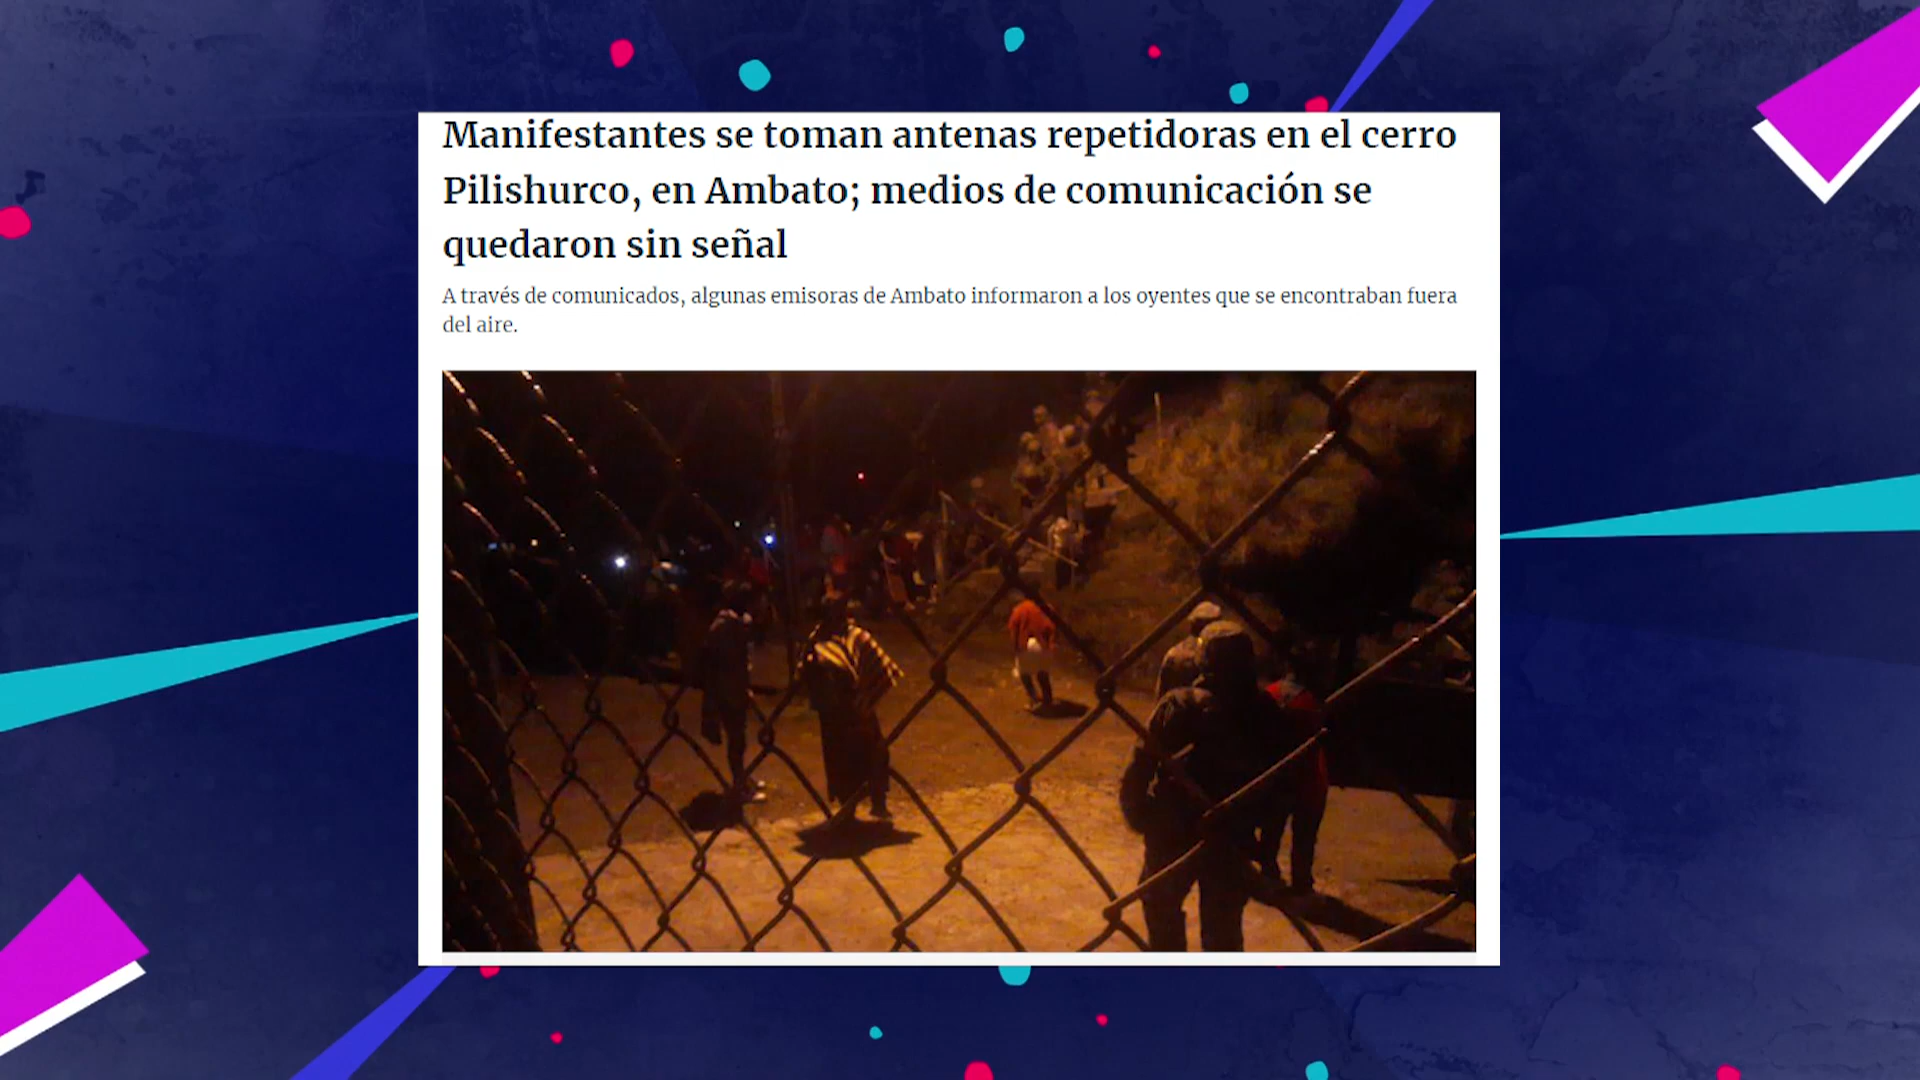 Manifestantes se toman antenas repetidoras en el cerro
Pilishurco, en Ambato; medios de comunicación se
quedaron sin señal
A través de comunicados, algunas emisoras de Ambato informaron a los oyentes que se encontraban fuera
del aire.